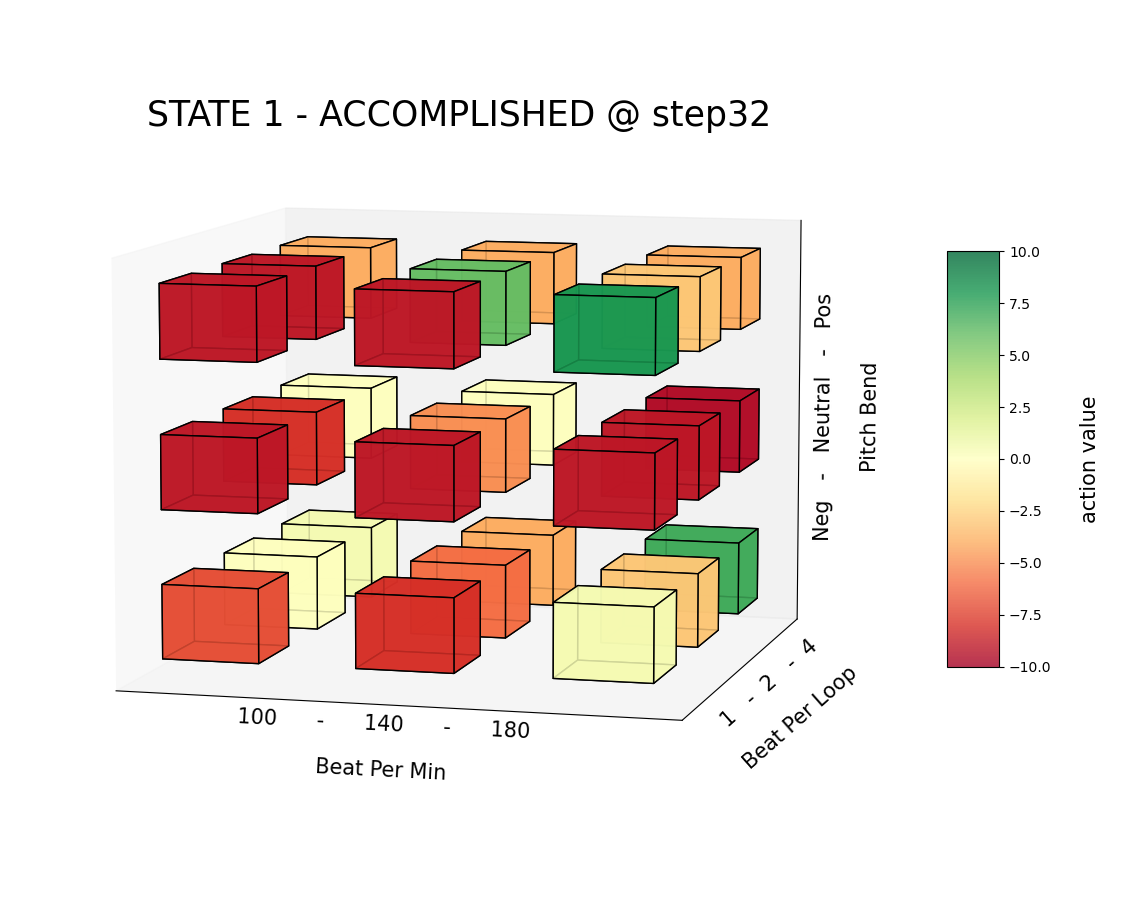 STATE 1 - ACCOMPLISHED @ step32
Neg - Neutral - Pos
Pitch Bend
1 - 2 - 4
Beat Per Loop
100 - 140 - 180
Beat Per Min
10.0
7.5
5.0
2.5
0.0
−2.5
−5.0
−7.5
−10.0
action value